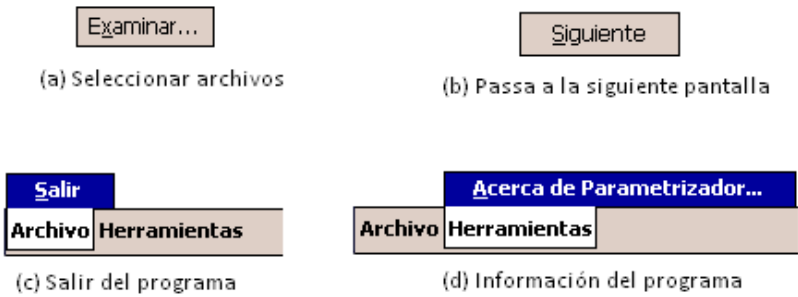 Examinar...
Siguiente
(a) Seleccionar archivos
(b) Passa a la siguiente pantalla
Salir
Archivo Herramientas
Acerca de Parametrizador...
Archivo Herramientas
(c) Salir del programa
(d) Información del programa